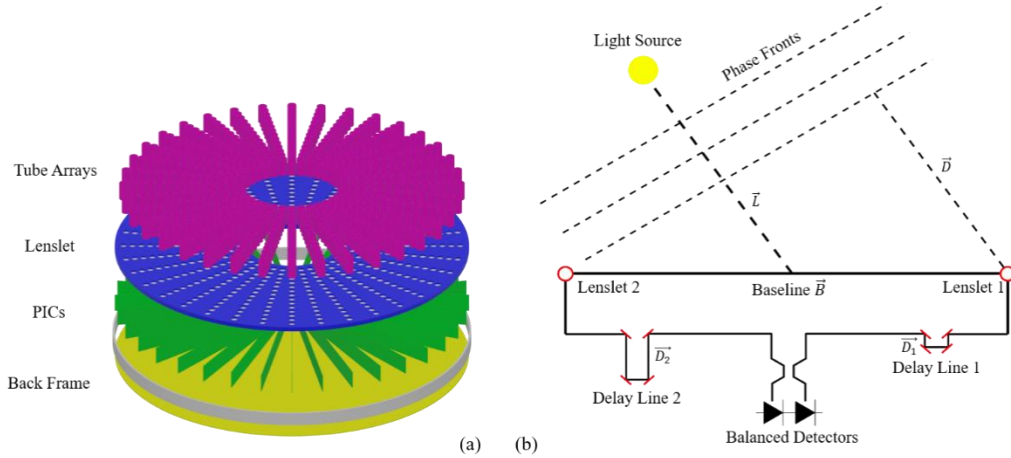 Tube Arrays
Lenslet
PICs
Back Frame
(a)
Light Source
Phase Fronts
L⃗
D⃗
Lenslet 2
Baseline B⃗
Lenslet 1
D₂⃗
D₁⃗
Delay Line 2
Delay Line 1
Balanced Detectors
(b)